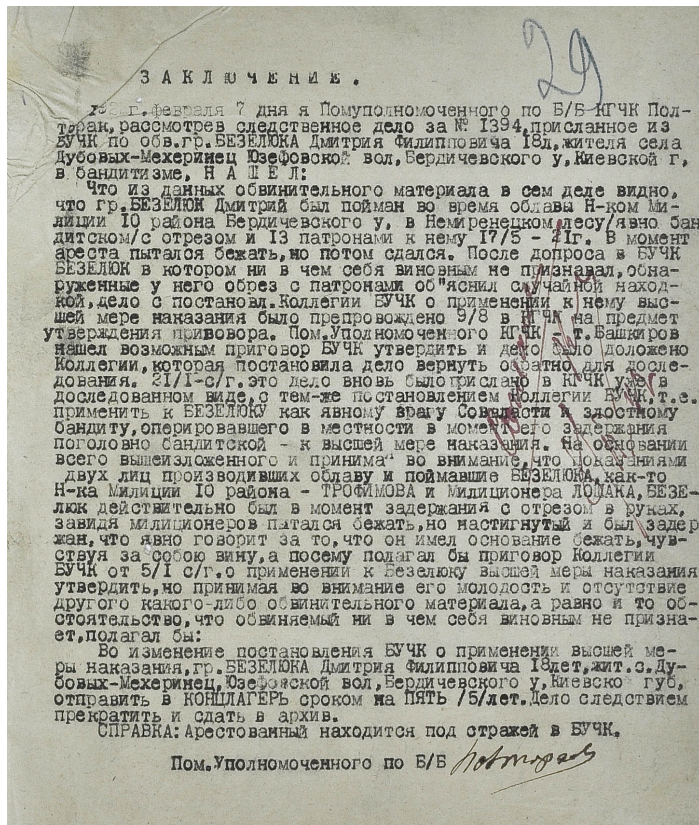 29
ЗАКЛЮЧЕНИЕ.
февраля 7 дня я Помуполномоченного по Б/Б КГЧК Пол-
торак, рассмотрев следственное дело за № 1394, присланное из
БУЧК по обв.гр.БЕЗЕЛЮКА Дмитрия Филипповича 18л, жителя села
Дубовых-Мехеринец Юзефовской вол, Бердичевского у, Киевской г,
в бандитизме, Н А Ш Е Л:
Что из данных обвинительного материала в сем деле видно,
что гр.БЕЗЕЛЮК Дмитрий был пойман во время облавы Н-ком Ми-
лиции 10 района Бердичевского у, в Немиренецком лесу/явно бан
дитском/с отрезом и 13 патронами к нему 17/5 - 21г. В момент
ареста пытался бежать, но потом сдался. После допроса в БУЧК
БЕЗЕЛЮК в котором ни в чем себя виновным не признавал, обна-
руженные у него обрез с патронами об"яснил случайной наход-
кой, дело с постановл.Коллегии БУЧК о применении к нему выс-
шей мере наказания было препровождено 9/8 в КГЧК на предмет
утверждения привовора. Пом.Уполномоченного КГЧК - т.Башкиров
нашел возможным приговор БУЧК утвердить и дело было доложено
Коллегии, которая постановила дело вернуть обратно для досле-
дования. 21/I-с/г. это дело вновь было прислано в КГЧК уже в
доследованном виде, с тем-же постановлением Коллегии БУЧК т.е.
применить к БЕЗЕЛЮКУ как явному врагу Соввласти и злостному
бандиту, оперировавшего в местности в момент его задержания
поголовно бандитской - к высшей мере наказания. На основании
всего вышеизложенного и принима во внимание, что показаниями
двух лиц производивших облаву и поймавшие БЕЗЕЛЮКА, как-то
Н-ка Милиции 10 района - ТРОФИМОВА и Милиционера ЛОШАКА, БЕЗЕ-
люк действительно был в момент задержания с отрезом в руках,
завидя милиционеров пытался бежать, но настигнутый и был задер
жан, что явно говорит за то, что он имел основание бежать, чув-
ствуя за собою вину, а посему полагал бы приговор Коллегии
БУЧК от 5/I с/г. о применении к Безелюку высшей меры наказания
утвердить, но принимая во внимание его молодость и отсутствие
другого какого-либо обвинительного материала, а равно и то об-
стоятельство, что обвиняемый ни в чем себя виновным не призна-
ет, полагал бы:
Во изменение постановления БУЧК о применении высшей ме-
ры наказания, гр.БЕЗЕЛЮКА Дмитрия Филипповича 18лет, жит.с.Ду-
бовых-Мехеринец, Юзефовской вол, Бердичевского у, Киевско губ,
отправить в КОНЦЛАГЕРЬ сроком на ПЯТЬ /5/лет. Дело следствием
прекратить и сдать в архив.
СПРАВКА: Арестованный находится под стражей в БУЧК.
Пом.Уполномоченного по Б/Б